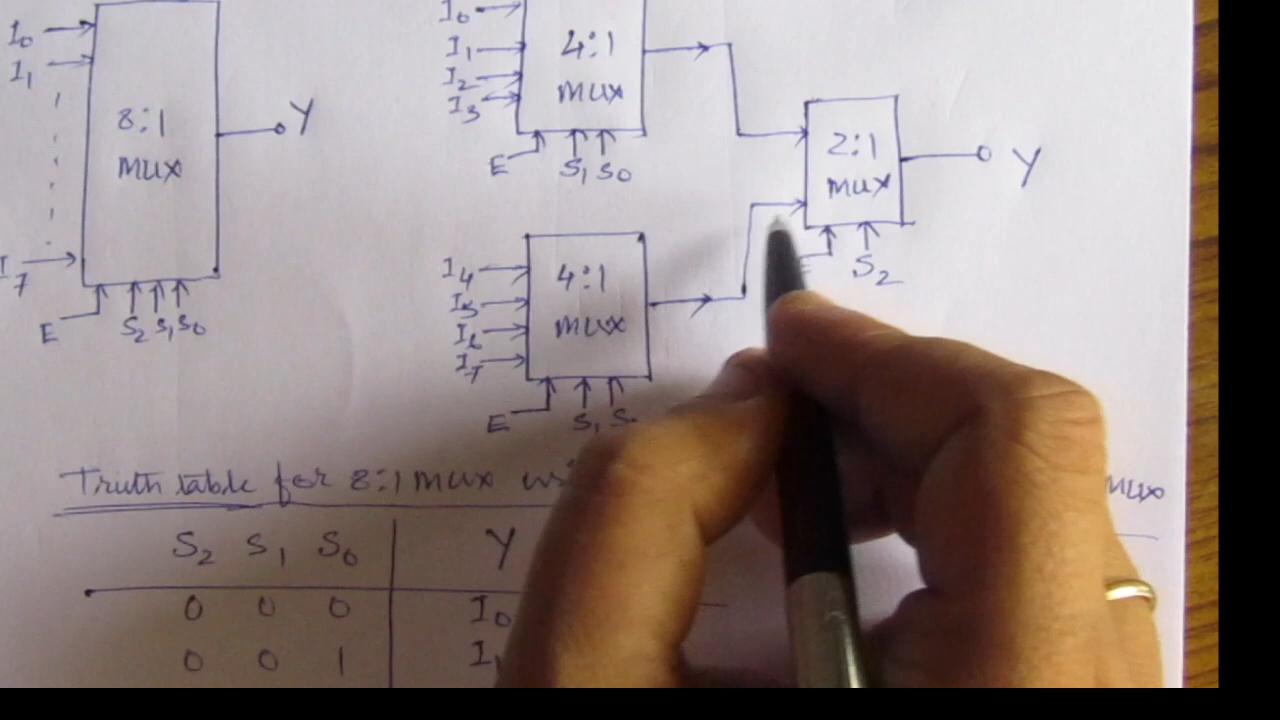 I0
I1
8:1
MUX
Y
I7
E
S2 S1 S0
I0
I1
I2
I3
4:1
MUX
E
S1 S0
2:1
MUX
Y
S2
I4
I5
I6
I7
4:1
MUX
E
S1
Truth table for 8:1 MUX
MUX
S2 S1 S0 Y
0 0 0 I0
0 0 1 I1